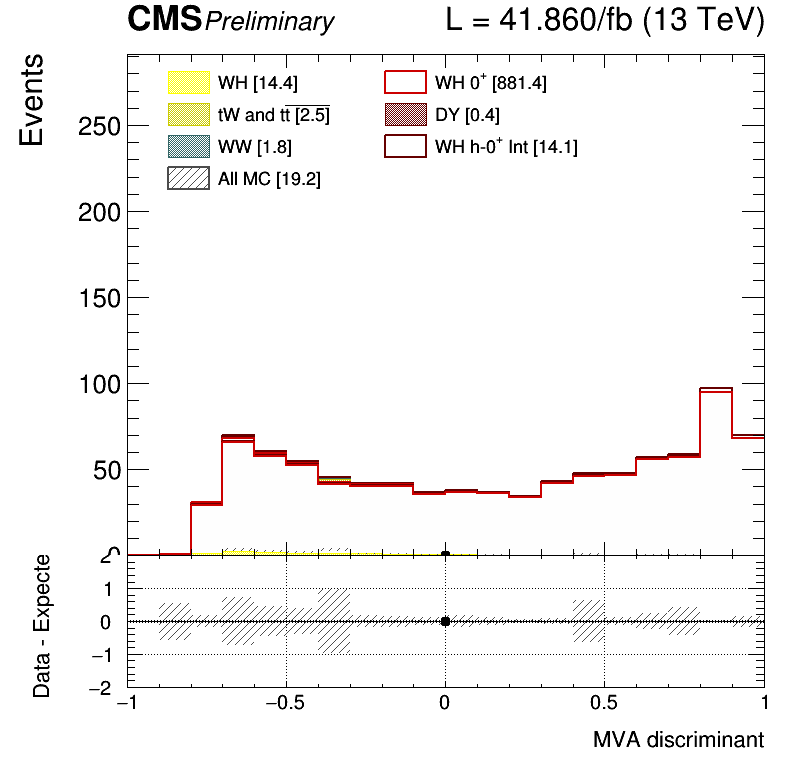 CMS Preliminary L = 41.860/fb (13 TeV)
Events
WH [14.4]
WH 0⁺ [881.4]
tW and tt̅ [2.5]
DY [0.4]
WW [1.8]
WH h-0⁺ Int [14.1]
All MC [19.2]
250
200
150
100
50
Data - Expecte
2
1
0
−1
−2
−1
−0.5
0
0.5
1
MVA discriminant